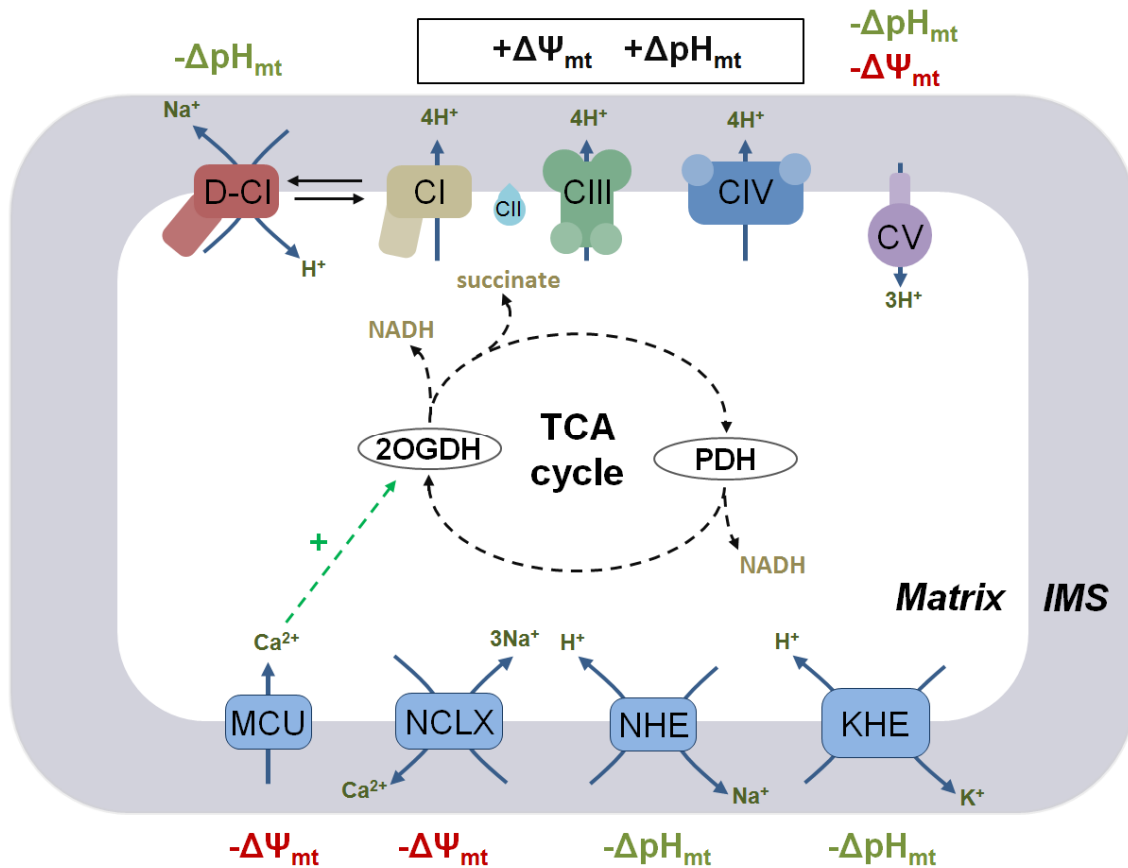 -ΔpHmt
+ΔΨmt +ΔpHmt
-ΔpHmt
-ΔΨmt
Na⁺
4H⁺
4H⁺
4H⁺
D-CI
CI
CII
CIII
CIV
CV
H⁺
3H⁺
succinate
NADH
2OGDH
TCA
cycle
PDH
NADH
+
Matrix
IMS
Ca²⁺
3Na⁺
H⁺
H⁺
MCU
NCLX
NHE
KHE
Ca²⁺
Na⁺
K⁺
-ΔΨmt
-ΔΨmt
-ΔpHmt
-ΔpHmt